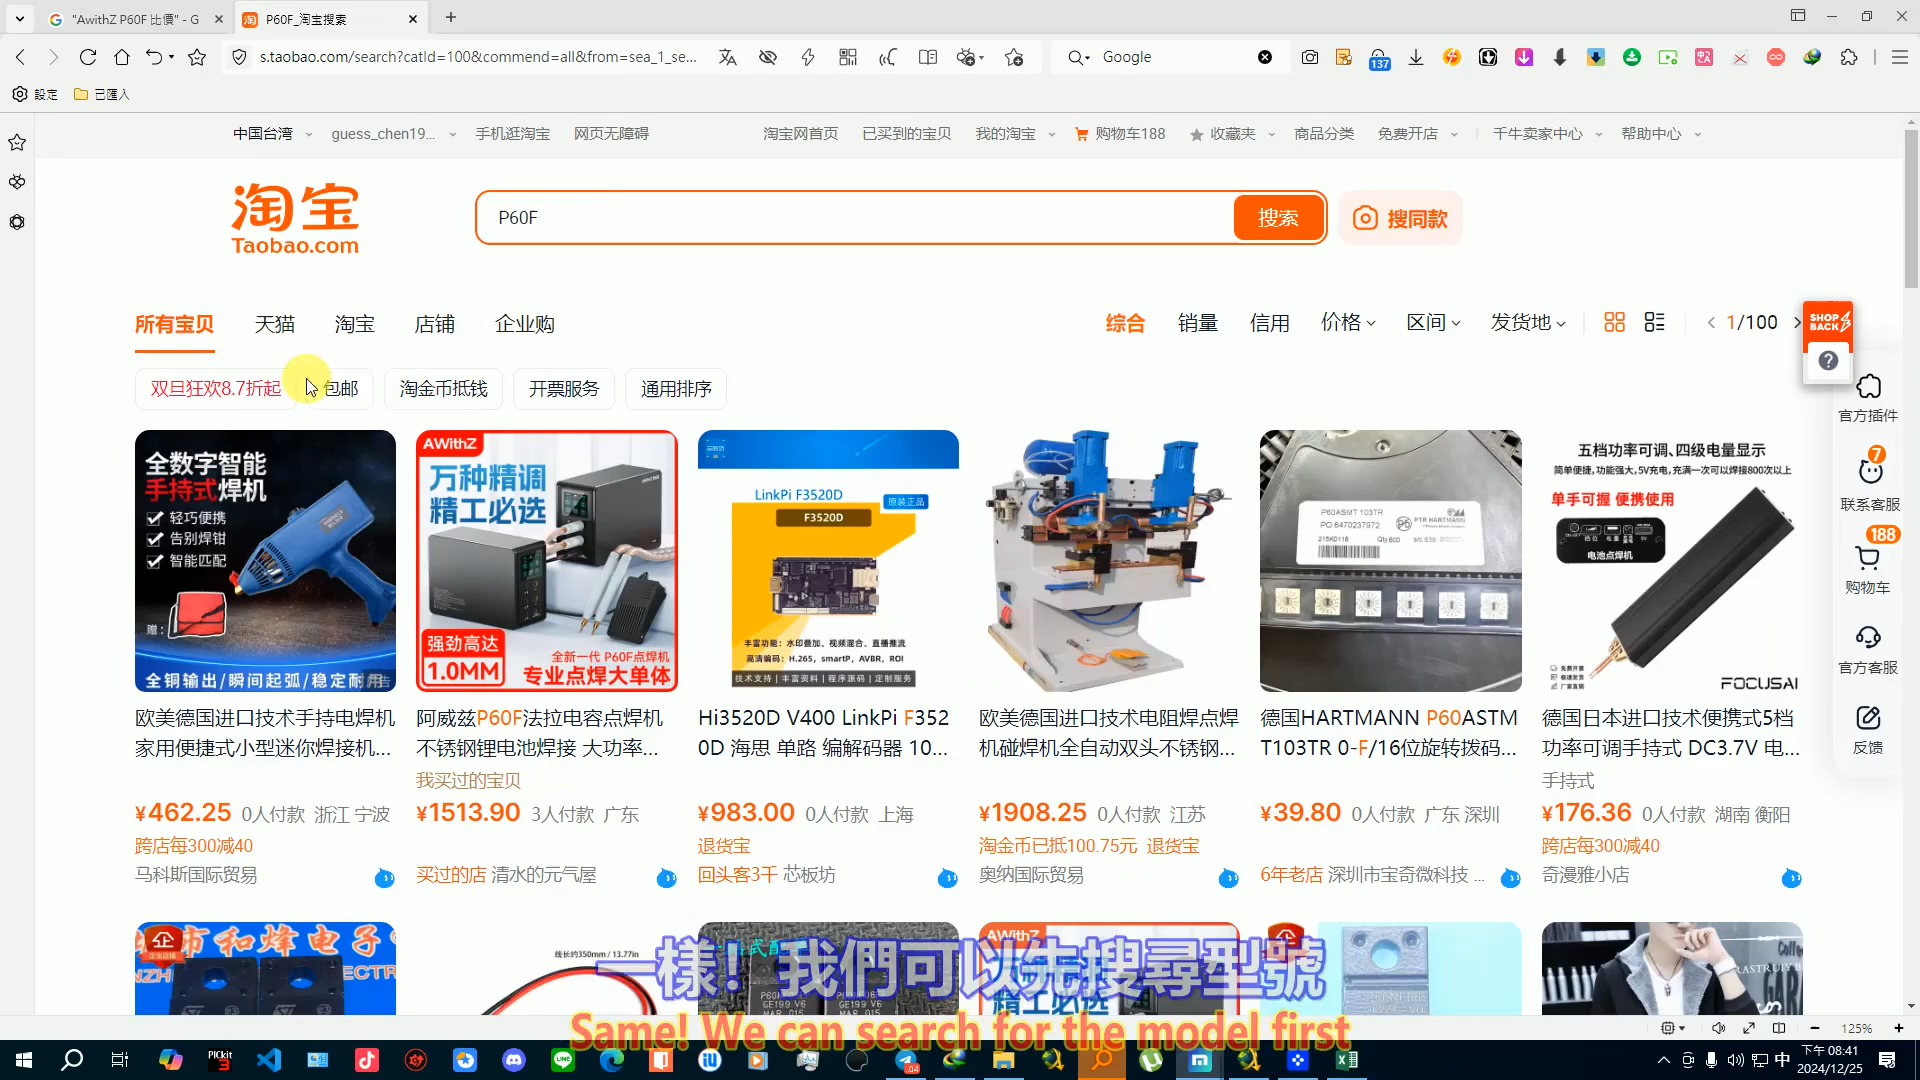 "AwithZ P60F 比價" - G
P60F_淘宝搜索
s.taobao.com/search?catId=100&commend=all&from=sea_1_se...
Google
137
設定
已匯入
中国台湾
guess_chen19...
手机逛淘宝
网页无障碍
淘宝网首页
已买到的宝贝
我的淘宝
购物车188
收藏夹
商品分类
免费开店
千牛卖家中心
帮助中心
淘宝
Taobao.com
P60F
搜索
搜同款
所有宝贝
天猫
淘宝
店铺
企业购
综合
销量
信用
价格
区间
发货地
1/100
SHOP BACK
双旦狂欢8.7折起
包邮
淘金币抵钱
开票服务
通用排序
官方插件
7
联系客服
188
购物车
官方客服
反馈
全数字智能
手持式焊机
轻巧便携
告别焊钳
智能匹配
赠:
全铜输出/瞬间起弧/稳定耐用
AWithZ
万种精调
精工必选
强劲高达
1.0MM
全新一代 P60F点焊机
专业点焊大单体
LinkPi F3520D
原装正品
F3520D
丰富功能：水印叠加、视频混合、直播推流
高清编码：H.265，smartP，AVBR，ROI
技术支持 | 丰富资料 | 程序源码 | 定制服务
P60ASMT 103TR
PO 6470237972
PTR HARTMANN
215K0118
Qty:600
五档功率可调、四级电量显示
简单便捷,功能强大,5V充电,充满一次可以焊接800次以上
单手可握 便携使用
电池点焊机
FOCUSAI
欧美德国进口技术手持电焊机
家用便捷式小型迷你焊接机...
¥462.25 0人付款 浙江 宁波
跨店每300减40
马科斯国际贸易
阿威兹P60F法拉电容点焊机
不锈钢锂电池焊接 大功率...
我买过的宝贝
¥1513.90 3人付款 广东
买过的店 清水的元气屋
Hi3520D V400 LinkPi F352
0D 海思 单路 编解码器 10...
¥983.00 0人付款 上海
退货宝
回头客3千 芯板坊
欧美德国进口技术电阻焊点焊
机碰焊机全自动双头不锈钢...
¥1908.25 0人付款 江苏
淘金币已抵100.75元 退货宝
奥纳国际贸易
德国HARTMANN P60ASTM
T103TR 0-F/16位旋转拨码...
¥39.80 0人付款 广东 深圳
6年老店 深圳市宝奇微科技 ...
德国日本进口技术便携式5档
功率可调手持式 DC3.7V 电...
手持式
¥176.36 0人付款 湖南 衡阳
跨店每300减40
奇漫雅小店
企
线长约350mm / 13.77in
GE199 V6
AWithZ
一樣！我們可以先搜尋型號
Same! We can search for the model first
125%
PICkit
3
中
下午 08:41
2024/12/25